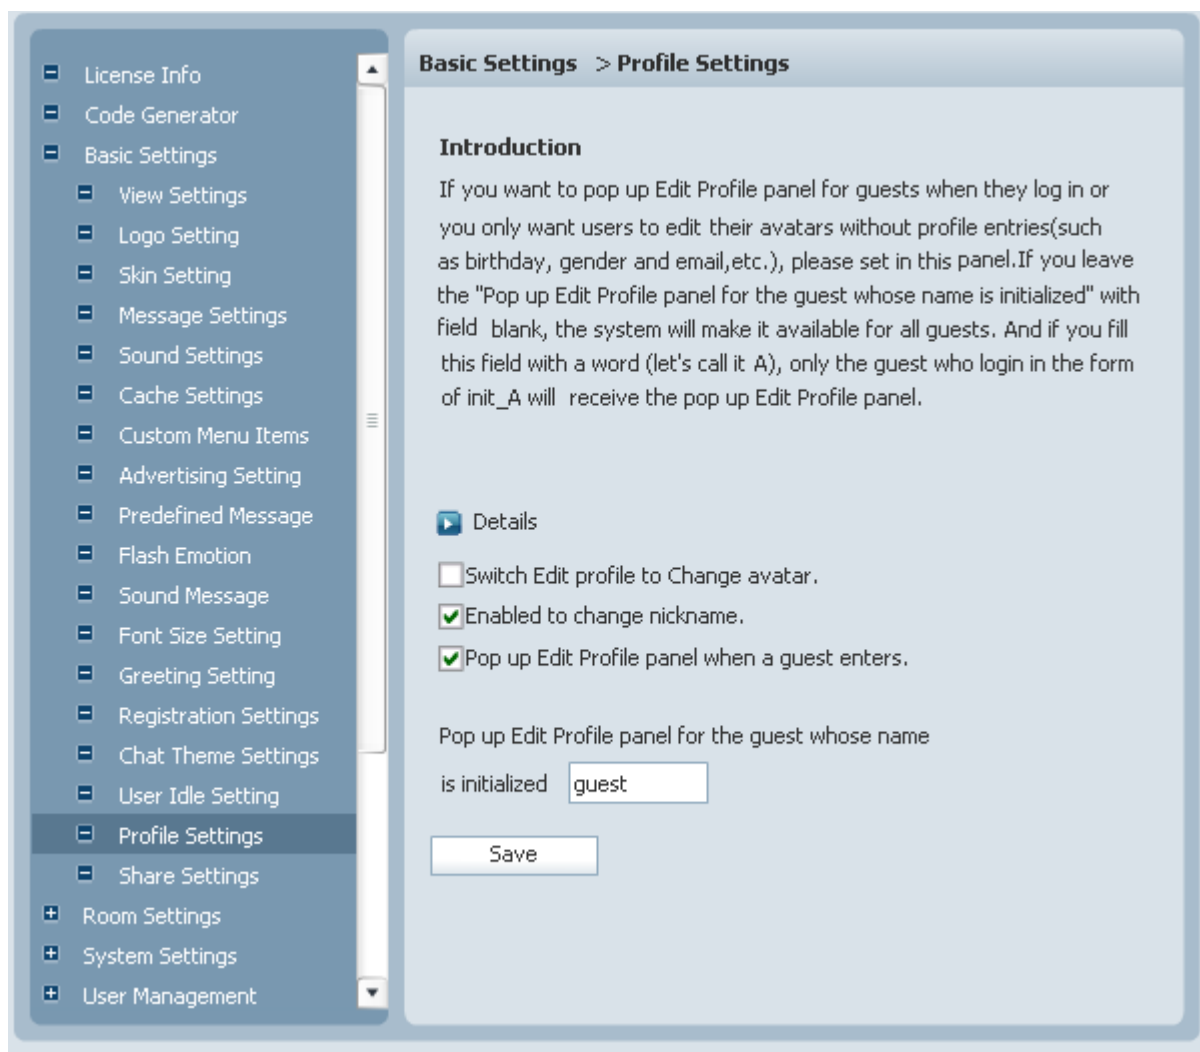 License Info
Code Generator
Basic Settings
View Settings
Logo Setting
Skin Setting
Message Settings
Sound Settings
Cache Settings
Custom Menu Items
Advertising Setting
Predefined Message
Flash Emotion
Sound Message
Font Size Setting
Greeting Setting
Registration Settings
Chat Theme Settings
User Idle Setting
Profile Settings
Share Settings
Room Settings
System Settings
User Management
Basic Settings > Profile Settings
Introduction
If you want to pop up Edit Profile panel for guests when they log in or
you only want users to edit their avatars without profile entries(such
as birthday, gender and email,etc.), please set in this panel.If you leave
the "Pop up Edit Profile panel for the guest whose name is initialized" with
field blank, the system will make it available for all guests. And if you fill
this field with a word (let's call it A), only the guest who login in the form
of init_A will receive the pop up Edit Profile panel.
Details
Switch Edit profile to Change avatar.
Enabled to change nickname.
Pop up Edit Profile panel when a guest enters.
Pop up Edit Profile panel for the guest whose name
is initialized guest
Save